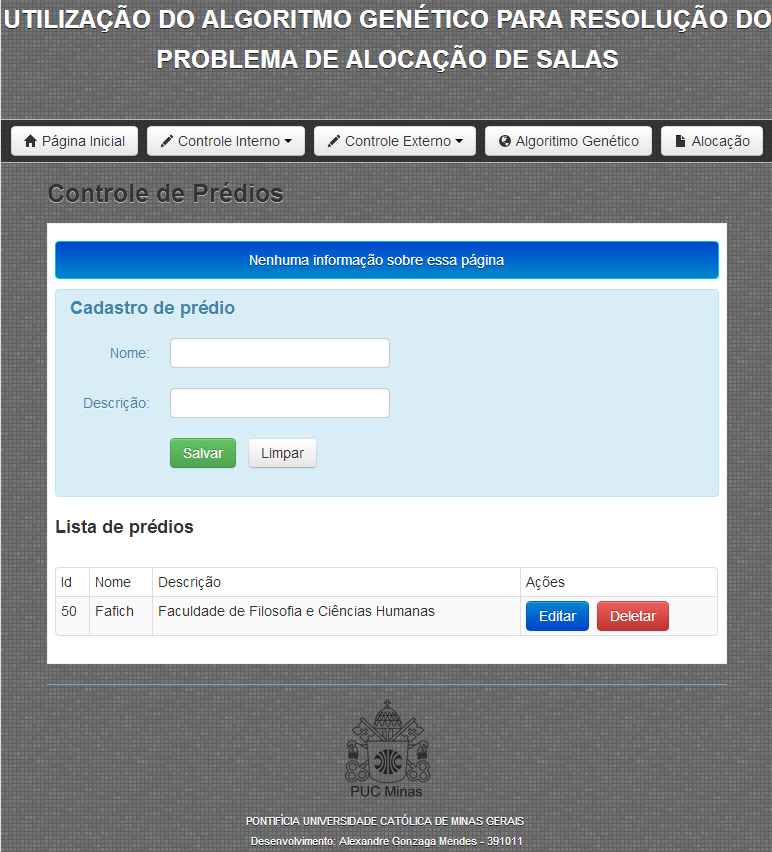 UTILIZAÇÃO DO ALGORITMO GENÉTICO PARA RESOLUÇÃO DO
PROBLEMA DE ALOCAÇÃO DE SALAS
Página Inicial Controle Interno Controle Externo Algoritimo Genético Alocação
Controle de Prédios
Nenhuma informação sobre essa página
Cadastro de prédio
Nome:
Descrição:
Salvar Limpar
Lista de prédios
Id Nome Descrição Ações
50 Fafich Faculdade de Filosofia e Ciências Humanas Editar Deletar
PUC Minas
PONTIFÍCIA UNIVERSIDADE CATÓLICA DE MINAS GERAIS
Desenvolvimento: Alexandre Gonzaga Mendes - 391011